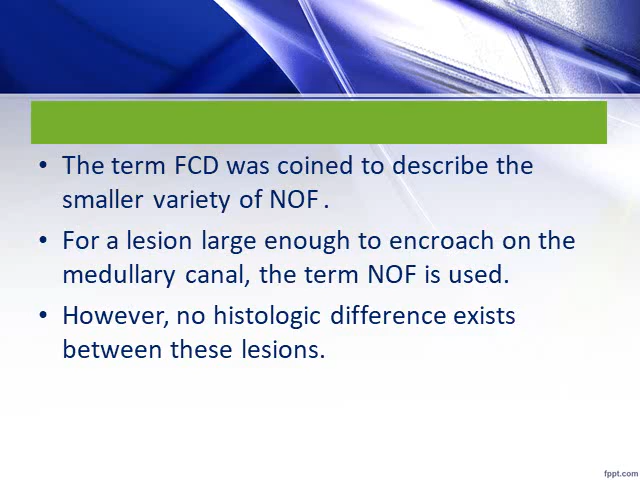 • The term FCD was coined to describe the
smaller variety of NOF .
• For a lesion large enough to encroach on the
medullary canal, the term NOF is used.
• However, no histologic difference exists
between these lesions.
fppt.com